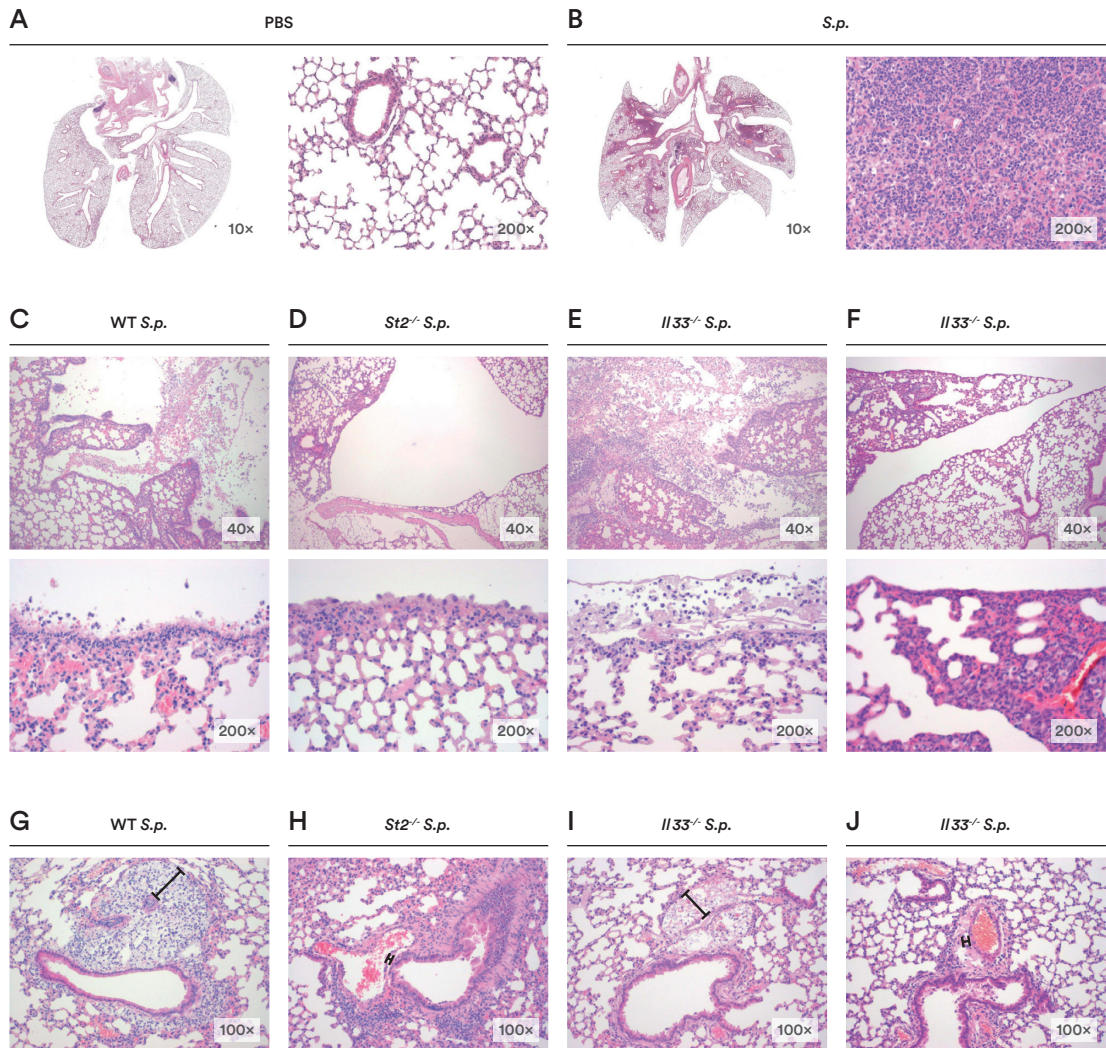 A PBS B S.p.
10× 200× 10× 200×
C WT S.p. D St2-/- S.p. E Il33-/- S.p. F Il33-/- S.p.
40× 40× 40× 40×
200× 200× 200× 200×
G WT S.p. H St2-/- S.p. I Il33-/- S.p. J Il33-/- S.p.
100× 100× 100× 100×